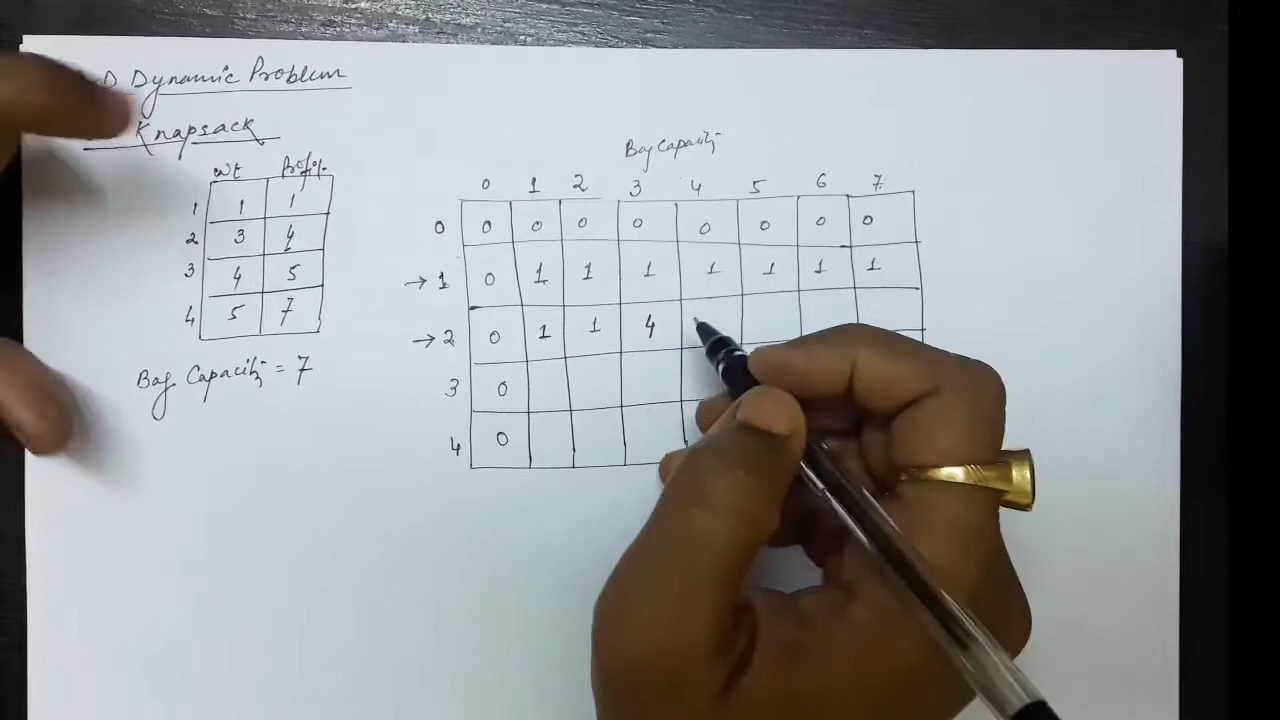 D Dynamic Problem
Knapsack
Wt Profit
1 1 1
2 3 4
3 4 5
4 5 7
Bag Capacity = 7
Bag Capacity
0 1 2 3 4 5 6 7
0 0 0 0 0 0 0 0 0
→ 1 0 1 1 1 1 1 1 1
→ 2 0 1 1 4
3 0
4 0